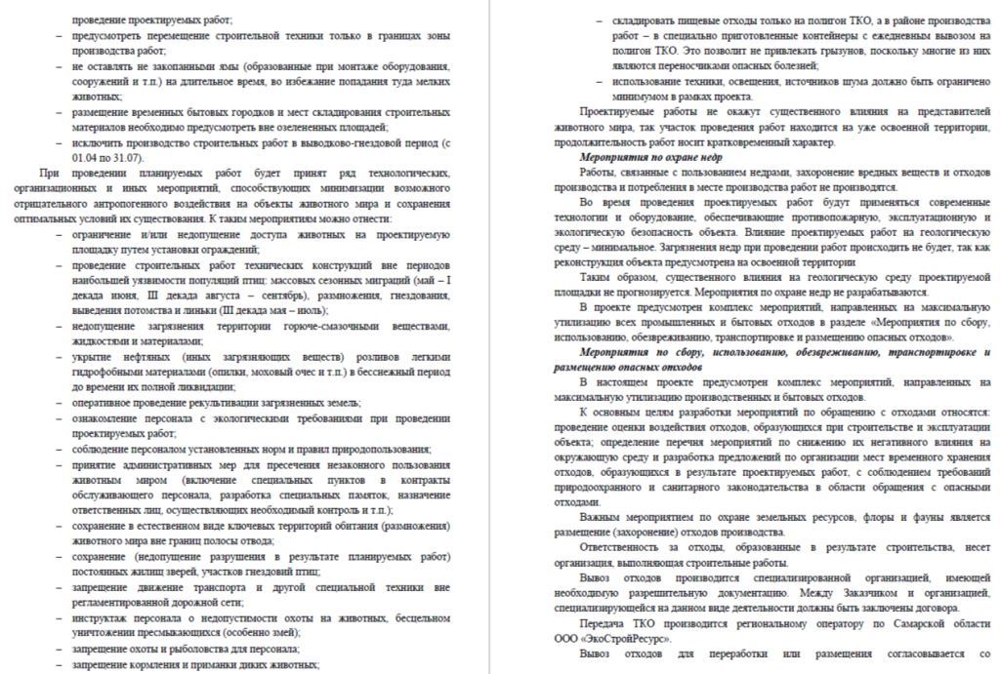 проведение проектируемых работ;
– предусмотреть перемещение строительной техники только в границах зоны
производства работ;
– не оставлять не закопанными ямы (образованные при монтаже оборудования,
сооружений и т.п.) на длительное время, во избежание попадания туда мелких
животных;
– размещение временных бытовых городков и мест складирования строительных
материалов необходимо предусмотреть вне озелененных площадей;
– исключить производство строительных работ в выводково-гнездовой период (с
01.04 по 31.07).
При проведении планируемых работ будет принят ряд технологических,
организационных и иных мероприятий, способствующих минимизации возможного
отрицательного антропогенного воздействия на объекты животного мира и сохранения
оптимальных условий их существования. К таким мероприятиям можно отнести:
– ограничение и/или недопущение доступа животных на проектируемую
площадку путем установки ограждений;
– проведение строительных работ технических конструкций вне периодов
наибольшей уязвимости популяций птиц: массовых сезонных миграций (май – I
декада июня, III декада августа – сентябрь), размножения, гнездования,
выведения потомства и линьки (III декада мая – июль);
– недопущение загрязнения территории горюче-смазочными веществами,
жидкостями и материалами;
– укрытие нефтяных (иных загрязняющих веществ) розливов легкими
гидрофобными материалами (опилки, моховый очес и т.п.) в бесснежный период
до времени их полной ликвидации;
– оперативное проведение рекультивации загрязненных земель;
– ознакомление персонала с экологическими требованиями при проведении
проектируемых работ;
– соблюдение персоналом установленных норм и правил природопользования;
– принятие административных мер для пресечения незаконного пользования
животным миром (включение специальных пунктов в контракты
обслуживающего персонала, разработка специальных памяток, назначение
ответственных лиц, осуществляющих необходимый контроль и т.п.);
– сохранение в естественном виде ключевых территорий обитания (размножения)
животного мира вне границ полосы отвода;
– сохранение (недопущение разрушения в результате планируемых работ)
постоянных жилищ зверей, участков гнездовий птиц;
– запрещение движение транспорта и другой специальной техники вне
регламентированной дорожной сети;
– инструктаж персонала о недопустимости охоты на животных, бесцельном
уничтожении пресмыкающихся (особенно змей);
– запрещение охоты и рыболовства для персонала;
– запрещение кормления и приманки диких животных;
– складировать пищевые отходы только на полигон ТКО, а в районе производства
работ – в специально приготовленные контейнеры с ежедневным вывозом на
полигон ТКО. Это позволит не привлекать грызунов, поскольку многие из них
являются переносчиками опасных болезней;
– использование техники, освещения, источников шума должно быть ограничено
минимумом в рамках проекта.
Проектируемые работы не окажут существенного влияния на представителей
животного мира, так участок проведения работ находится на уже освоенной территории,
продолжительность работ носит кратковременный характер.
Мероприятия по охране недр
Работы, связанные с пользованием недрами, захоронение вредных веществ и отходов
производства и потребления в месте производства работ не производятся.
Во время проведения проектируемых работ будут применяться современные
технологии и оборудование, обеспечивающие противопожарную, эксплуатационную и
экологическую безопасность объекта. Влияние проектируемых работ на геологическую
среду – минимальное. Загрязнения недр при проведении работ происходить не будет, так как
реконструкция объекта предусмотрена на освоенной территории
Таким образом, существенного влияния на геологическую среду проектируемой
площадки не прогнозируется. Мероприятия по охране недр не разрабатываются.
В проекте предусмотрен комплекс мероприятий, направленных на максимальную
утилизацию всех промышленных и бытовых отходов в разделе «Мероприятия по сбору,
использованию, обезвреживанию, транспортировке и размещению опасных отходов».
Мероприятия по сбору, использованию, обезвреживанию, транспортировке и
размещению опасных отходов
В настоящем проекте предусмотрен комплекс мероприятий, направленных на
максимальную утилизацию производственных и бытовых отходов.
К основным целям разработки мероприятий по обращению с отходами относятся:
проведение оценки воздействия отходов, образующихся при строительстве и эксплуатации
объекта; определение перечня мероприятий по снижению их негативного влияния на
окружающую среду и разработка предложений по организации мест временного хранения
отходов, образующихся в результате проектируемых работ, с соблюдением требований
природоохранного и санитарного законодательства в области обращения с опасными
отходами.
Важным мероприятием по охране земельных ресурсов, флоры и фауны является
размещение (захоронение) отходов производства.
Ответственность за отходы, образованные в результате строительства, несет
организация, выполняющая строительные работы.
Вывоз отходов производится специализированной организацией, имеющей
необходимую разрешительную документацию. Между Заказчиком и организацией,
специализирующейся на данном виде деятельности должны быть заключены договора.
Передача ТКО производится региональному оператору по Самарской области
ООО «ЭкоСтройРесурс».
Вывоз отходов для переработки или размещения согласовывается со